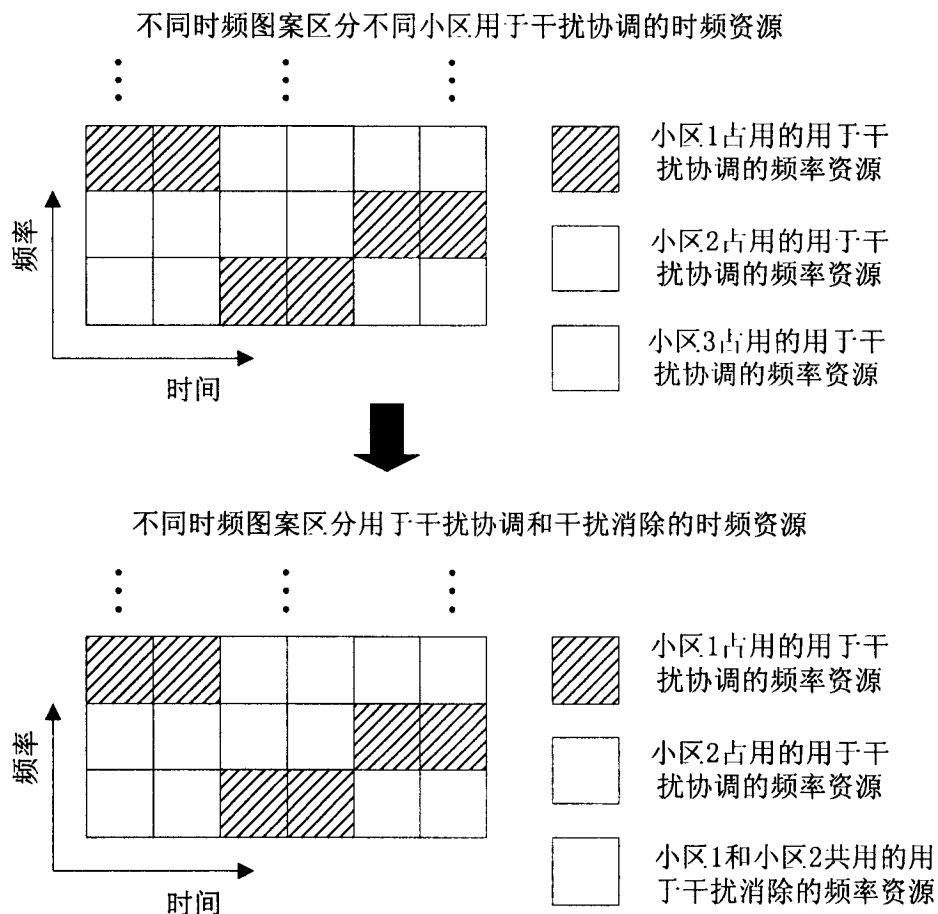 不同时频图案区分不同小区用于干扰协调的时频资源
小区1占用的用于干
扰协调的频率资源
小区2占用的用于干
扰协调的频率资源
小区3占用的用于干
扰协调的频率资源
频率
时间
不同时频图案区分用于干扰协调和干扰消除的时频资源
小区1占用的用于干
扰协调的频率资源
小区2占用的用于干
扰协调的频率资源
小区1和小区2共用的用
于干扰消除的频率资源
频率
时间